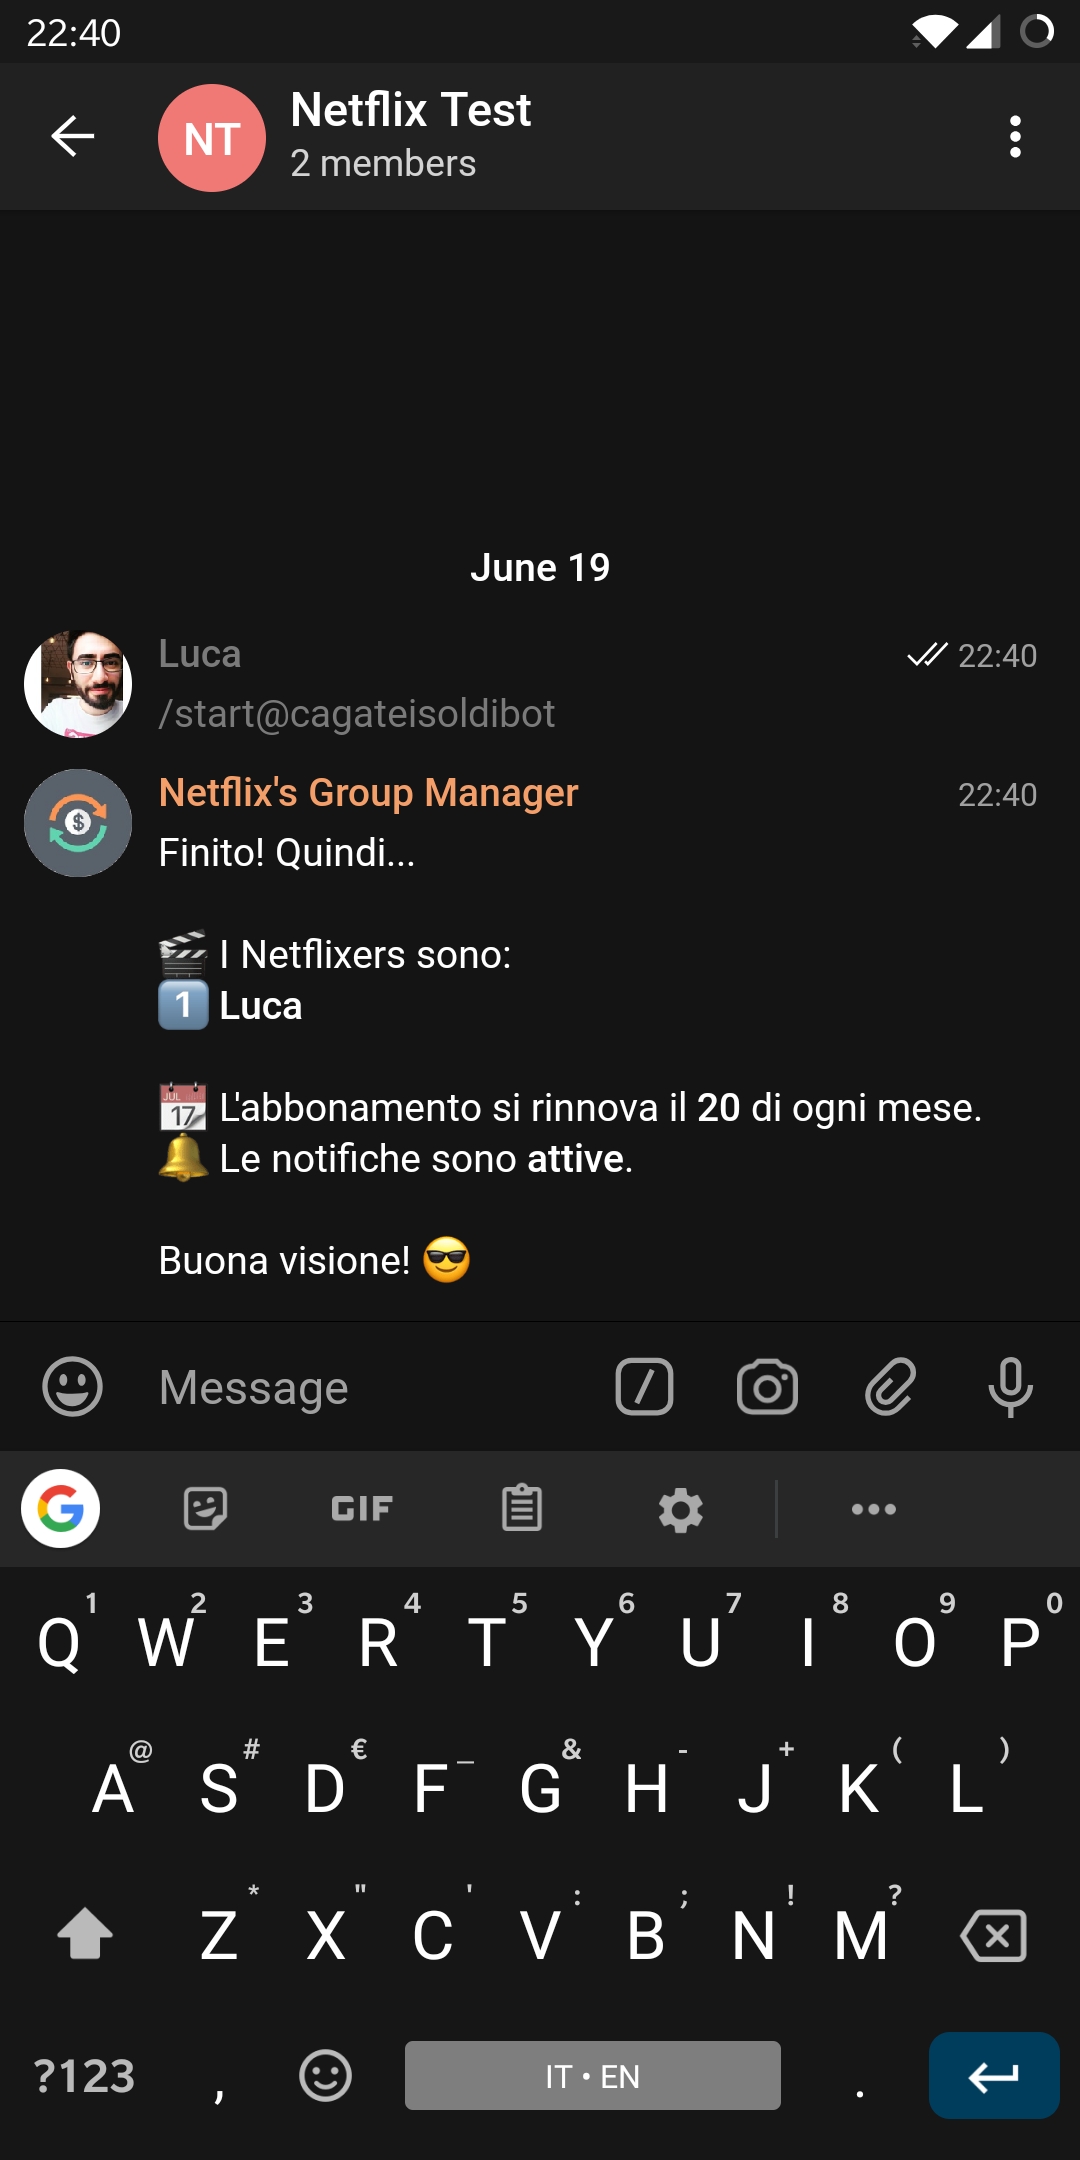 22:40
NT
Netflix Test
2 members
June 19
Luca
22:40
/start@cagateisoldibot
Netflix's Group Manager
22:40
Finito! Quindi...
🎬 I Netflixers sono:
1️⃣ Luca
📆 L'abbonamento si rinnova il 20 di ogni mese.
🔔 Le notifiche sono attive.
Buona visione! 😎
Message
GIF
1 2 3 4 5 6 7 8 9 0
Q W E R T Y U I O P
@ # € _ & - + ( )
A S D F G H J K L
* " ' : ; ! ?
Z X C V B N M
?123 , IT • EN .